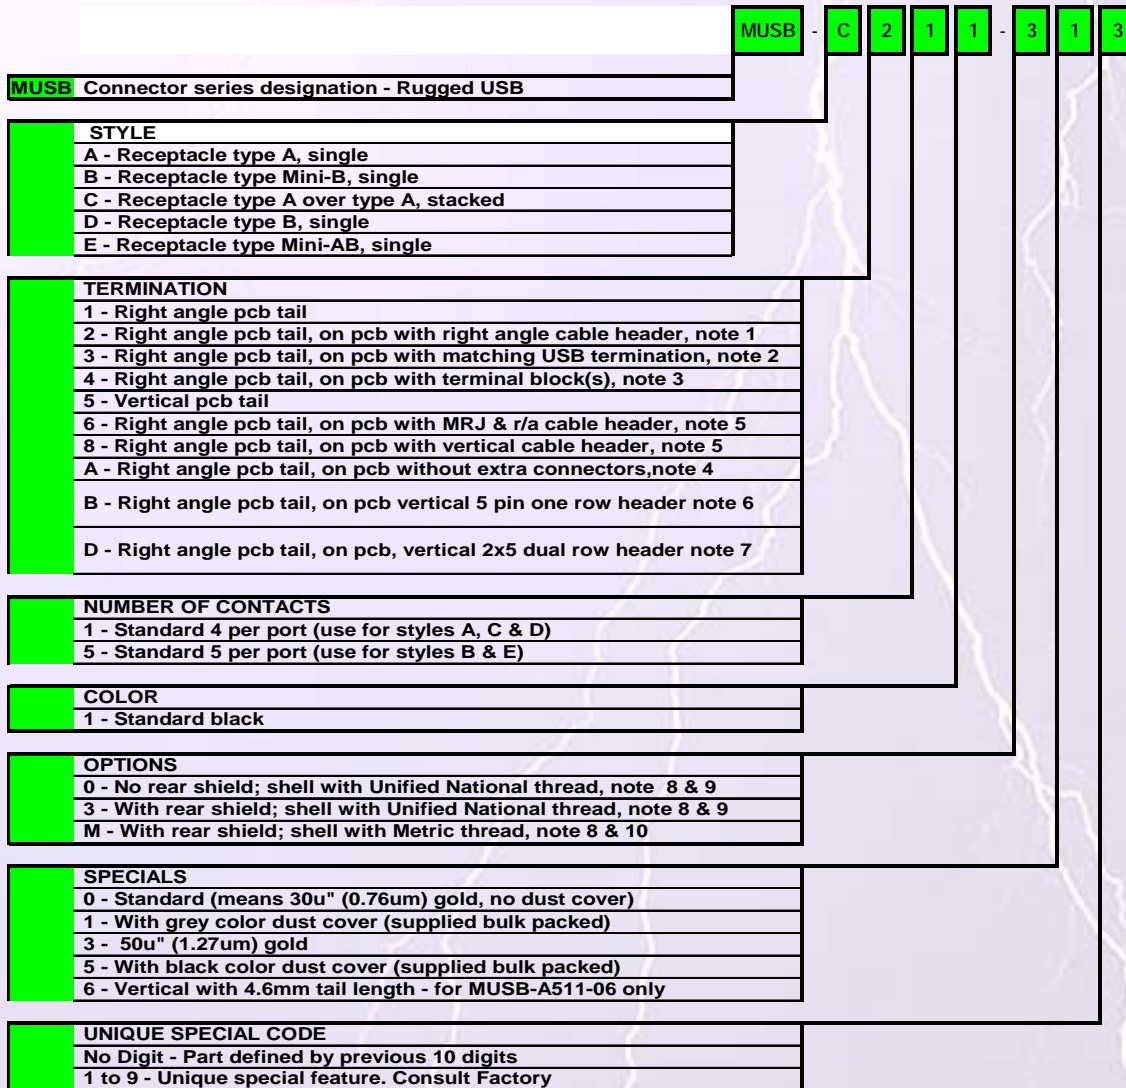 MUSB - C 2 1 1 - 3 1 3
MUSB Connector series designation - Rugged USB
STYLE
A - Receptacle type A, single
B - Receptacle type Mini-B, single
C - Receptacle type A over type A, stacked
D - Receptacle type B, single
E - Receptacle type Mini-AB, single
TERMINATION
1 - Right angle pcb tail
2 - Right angle pcb tail, on pcb with right angle cable header, note 1
3 - Right angle pcb tail, on pcb with matching USB termination, note 2
4 - Right angle pcb tail, on pcb with terminal block(s), note 3
5 - Vertical pcb tail
6 - Right angle pcb tail, on pcb with MRJ & r/a cable header, note 5
8 - Right angle pcb tail, on pcb with vertical cable header, note 5
A - Right angle pcb tail, on pcb without extra connectors,note 4
B - Right angle pcb tail, on pcb vertical 5 pin one row header note 6
D - Right angle pcb tail, on pcb, vertical 2x5 dual row header note 7
NUMBER OF CONTACTS
1 - Standard 4 per port (use for styles A, C & D)
5 - Standard 5 per port (use for styles B & E)
COLOR
1 - Standard black
OPTIONS
0 - No rear shield; shell with Unified National thread, note  8 & 9
3 - With rear shield; shell with Unified National thread, note 8 & 9
M - With rear shield; shell with Metric thread, note 8 & 10
SPECIALS
0 - Standard (means 30u" (0.76um) gold, no dust cover)
1 - With grey color dust cover (supplied bulk packed)
3 -  50u" (1.27um) gold
5 - With black color dust cover (supplied bulk packed)
6 - Vertical with 4.6mm tail length - for MUSB-A511-06 only
UNIQUE SPECIAL CODE
No Digit - Part defined by previous 10 digits
1 to 9 - Unique special feature. Consult Factory